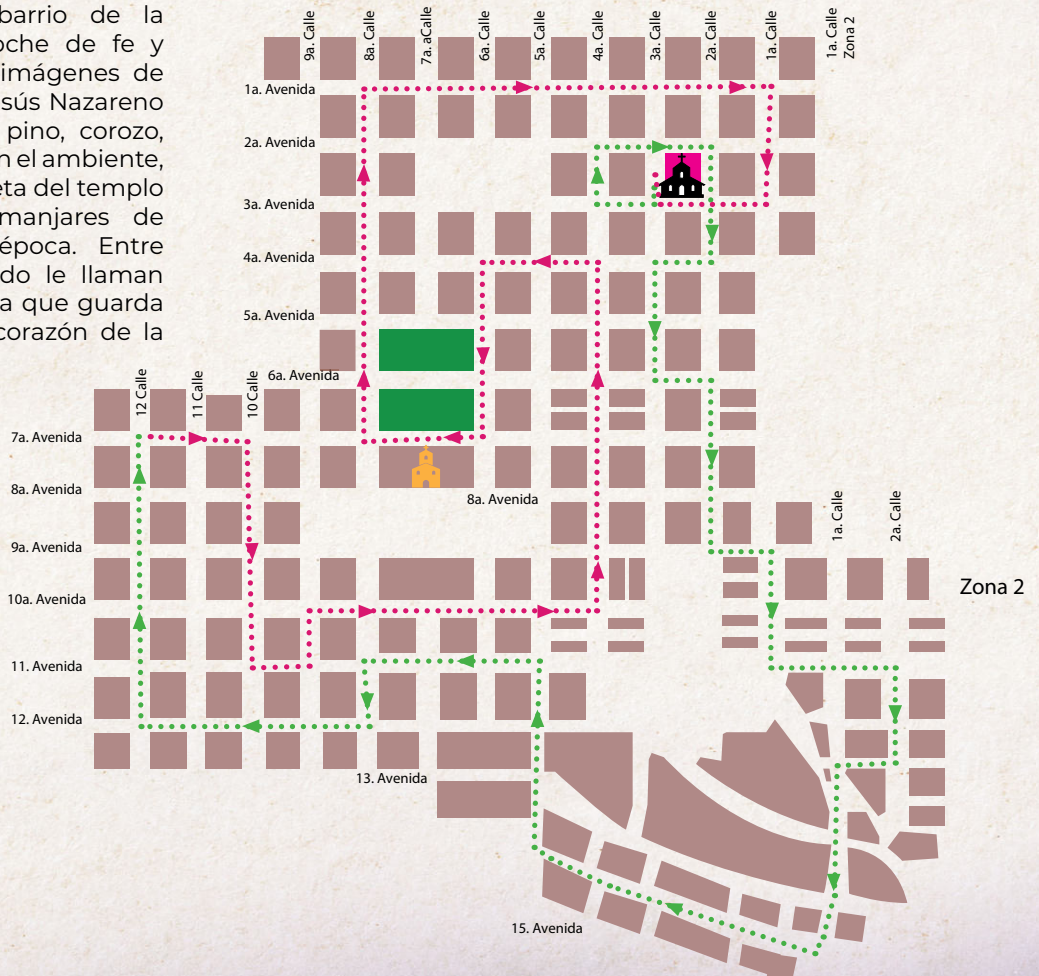 barrio de la
oche de fe y
imágenes de
sús Nazareno
pino, corozo,
n el ambiente,
eta del templo
manjares de
época. Entre
do le llaman
a que guarda
corazón de la
9a. Calle
8a. Calle
7a. aCalle
6a. Calle
5a. Calle
4a. Calle
3a. Calle
2a. Calle
1a. Calle
1a. Calle
Zona 2
1a. Avenida
2a. Avenida
3a. Avenida
4a. Avenida
5a. Avenida
6a. Avenida
12 Calle
11 Calle
10 Calle
7a. Avenida
8a. Avenida
8a. Avenida
9a. Avenida
10a. Avenida
11. Avenida
12. Avenida
13. Avenida
15. Avenida
1a. Calle
2a. Calle
Zona 2